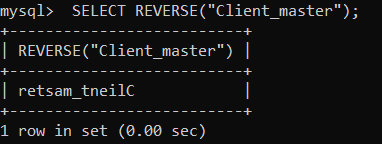 mysql>  SELECT REVERSE("Client_master");
+--------------------------+
| REVERSE("Client_master") |
+--------------------------+
| retsam_tneilC            |
+--------------------------+
1 row in set (0.00 sec)